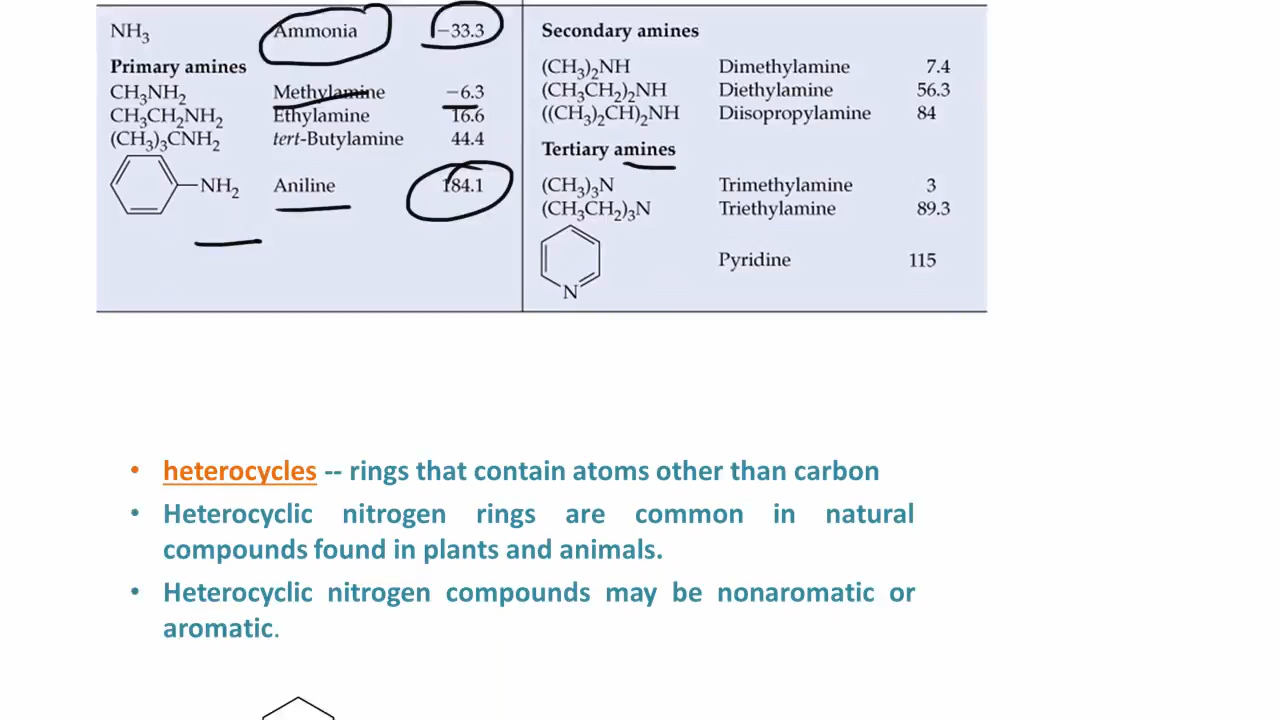 NH₃ Ammonia −33.3
Primary amines
CH₃NH₂ Methylamine −6.3
CH₃CH₂NH₂ Ethylamine 16.6
(CH₃)₃CNH₂ tert-Butylamine 44.4
NH₂ Aniline 184.1
Secondary amines
(CH₃)₂NH Dimethylamine 7.4
(CH₃CH₂)₂NH Diethylamine 56.3
((CH₃)₂CH)₂NH Diisopropylamine 84
Tertiary amines
(CH₃)₃N Trimethylamine 3
(CH₃CH₂)₃N Triethylamine 89.3
Pyridine 115
N
• heterocycles -- rings that contain atoms other than carbon
• Heterocyclic nitrogen rings are common in natural
compounds found in plants and animals.
• Heterocyclic nitrogen compounds may be nonaromatic or
aromatic.